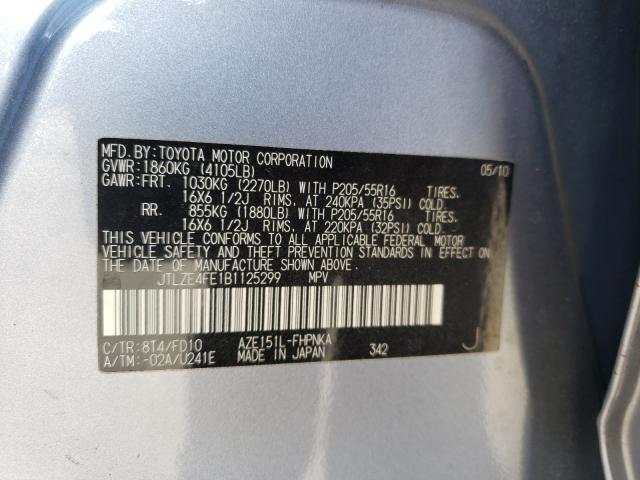 MFD. BY: TOYOTA MOTOR CORPORATION 05/10
GVWR: 1860KG (4105LB)
GAWR: FRT. 1030KG (2270LB) WITH P205/55R16 TIRES.
16X6 1/2J RIMS, AT 240KPA (35PSI) COLD.
RR. 855KG (1880LB) WITH P205/55R16 TIRES.
16X6 1/2J RIMS, AT 220KPA (32PSI) COLD.
THIS VEHICLE CONFORMS TO ALL APPLICABLE FEDERAL MOTOR
VEHICLE SAFETY AND THEFT PREVENTION STANDARDS IN EFFECT ON
THE DATE OF MANUFACTURE SHOWN ABOVE.
JTLZE4FE1B1125299 MPV
C/TR: 8T4/FD10 AZE151L-FHPNKA J
A/TM: -02A/U241E MADE IN JAPAN 342